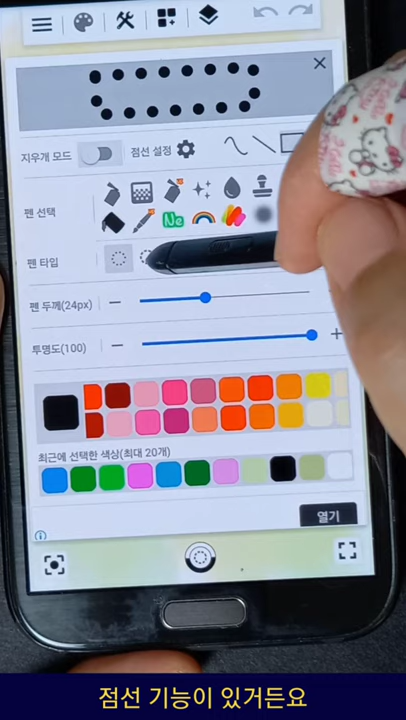 지우개 모드
점선 설정
펜 선택
Ne
펜 타입
펜 두께(24px)
투명도(100)
최근에 선택한 색상(최대 20개)
열기
점선 기능이 있거든요